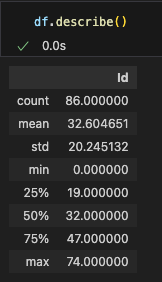 df.describe()
0.0s
Id
count 86.000000
mean 32.604651
std 20.245132
min 0.000000
25% 19.000000
50% 32.000000
75% 47.000000
max 74.000000